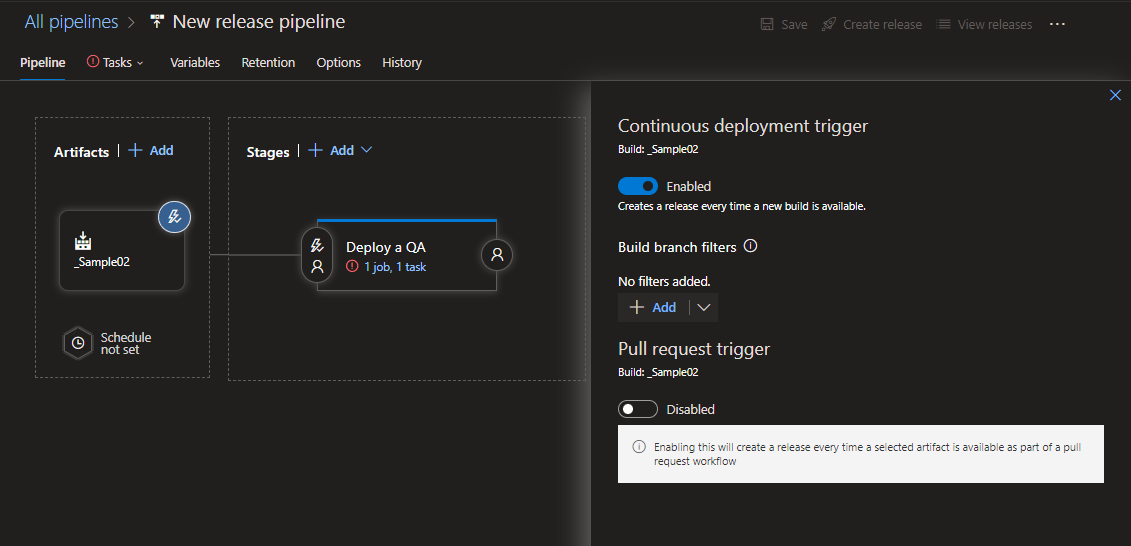 All pipelines > New release pipeline
Save Create release View releases ...
Pipeline Tasks Variables Retention Options History
Artifacts | + Add
Stages | + Add
_Sample02
Schedule
not set
Deploy a QA
1 job, 1 task
Continuous deployment trigger
Build: _Sample02
Enabled
Creates a release every time a new build is available.
Build branch filters
No filters added.
+ Add
Pull request trigger
Build: _Sample02
Disabled
Enabling this will create a release every time a selected artifact is available as part of a pull
request workflow